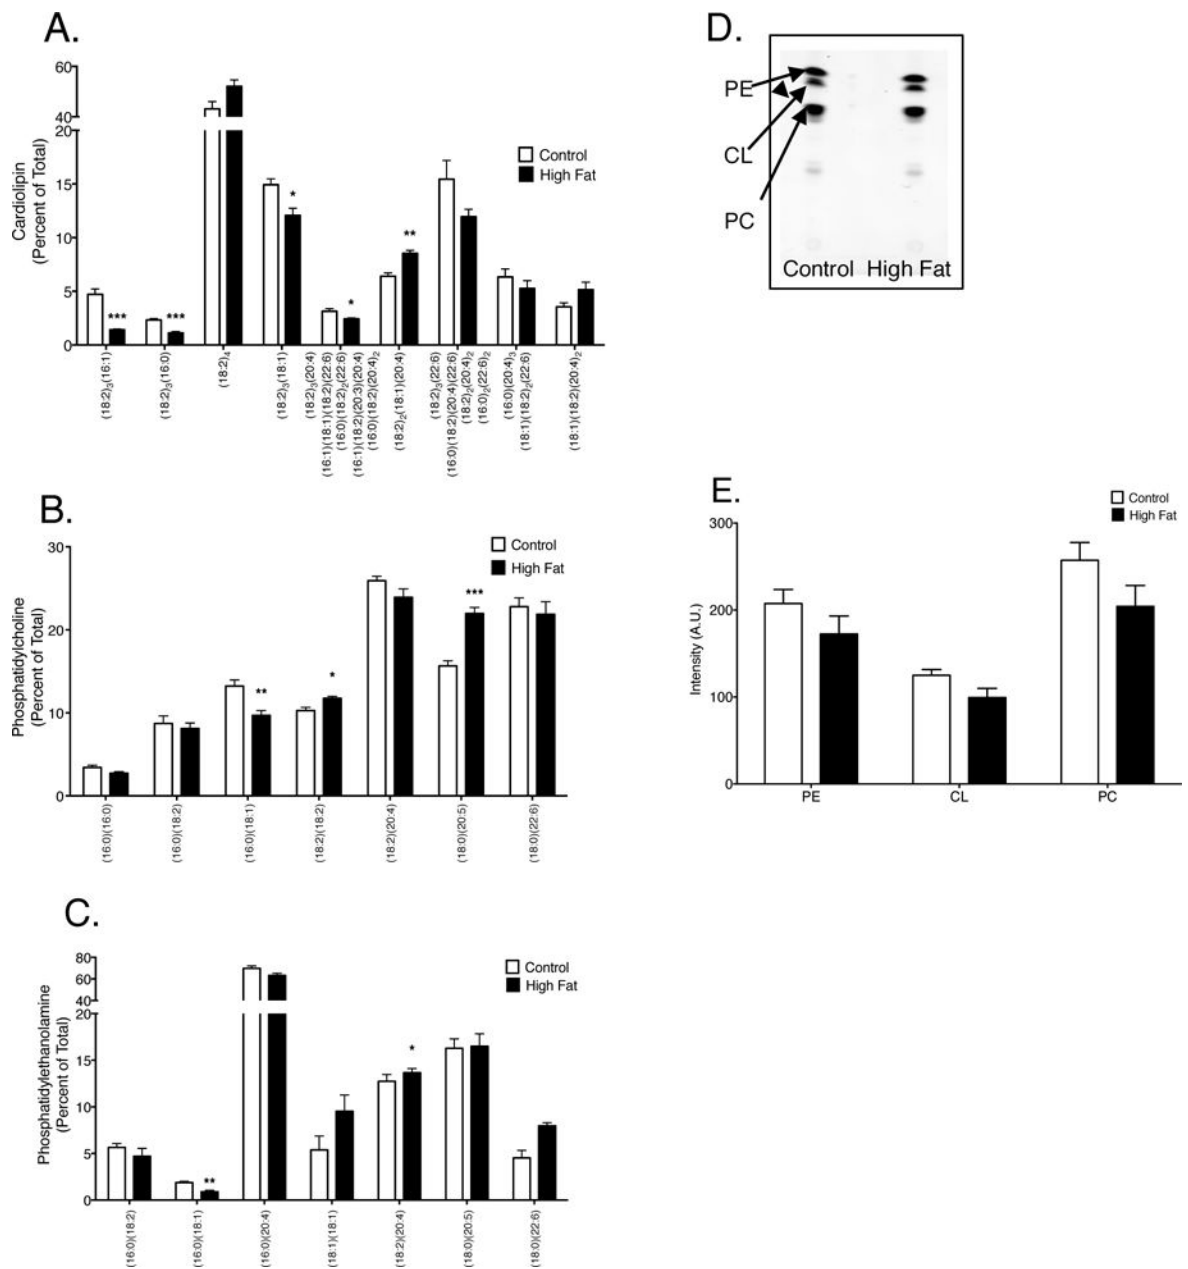 A.
60
40
20
15
10
5
0
Cardiolipin
(Percent of Total)
Control
High Fat
***
***
*
*
**
(18:2)₃(16:1)
(18:2)₃(16:0)
(18:2)₄
(18:2)₃(18:1)
(18:2)₃(20:4)
(16:1)(18:1)(18:2)(22:6)
(16:0)(18:2)₂(22:6)
(16:1)(18:2)(20:3)(20:4)
(16:0)(18:2)(20:4)₂
(18:2)₂(18:1)(20:4)
(18:2)₃(22:6)
(16:0)(18:2)(20:4)(22:6)
(18:2)₂(20:4)₂
(16:0)₂(22:6)₂
(16:0)(20:4)₃
(18:1)(18:2)₂(22:6)
(18:1)(18:2)(20:4)₂
B.
30
20
10
0
Phosphatidylcholine
(Percent of Total)
Control
High Fat
**
*
***
(16:0)(16:0)
(16:0)(18:2)
(16:0)(18:1)
(18:2)(18:2)
(18:2)(20:4)
(18:0)(20:5)
(18:0)(22:6)
C.
80
60
40
20
15
10
5
0
Phosphatidylethanolamine
(Percent of Total)
Control
High Fat
**
*
(16:0)(18:2)
(16:0)(18:1)
(16:0)(20:4)
(18:1)(18:1)
(18:2)(20:4)
(18:0)(20:5)
(18:0)(22:6)
D.
PE
CL
PC
Control High Fat
E.
Control
High Fat
300
200
100
0
Intensity (A.U.)
PE CL PC